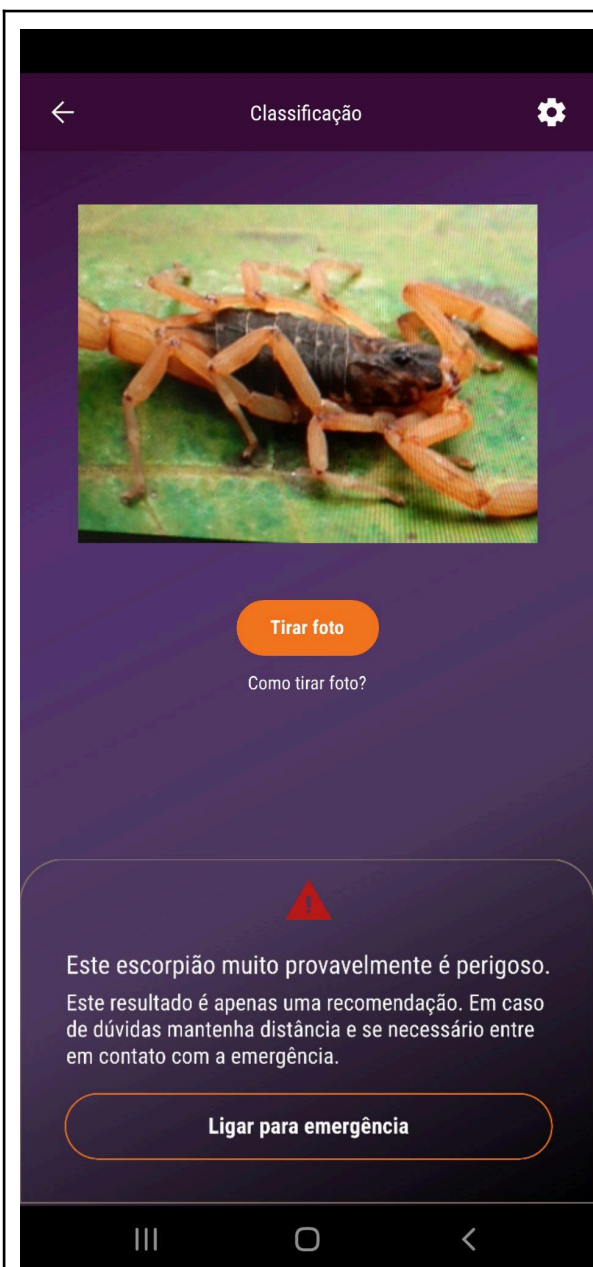 Classificação
Tirar foto
Como tirar foto?
Este escorpião muito provavelmente é perigoso.
Este resultado é apenas uma recomendação. Em caso
de dúvidas mantenha distância e se necessário entre
em contato com a emergência.
Ligar para emergência